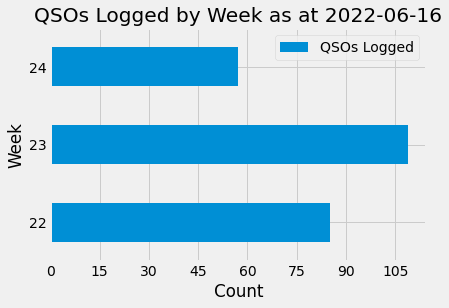 QSOs Logged by Week as at 2022-06-16
QSOs Logged
24
23
22
Week
0 15 30 45 60 75 90 105
Count